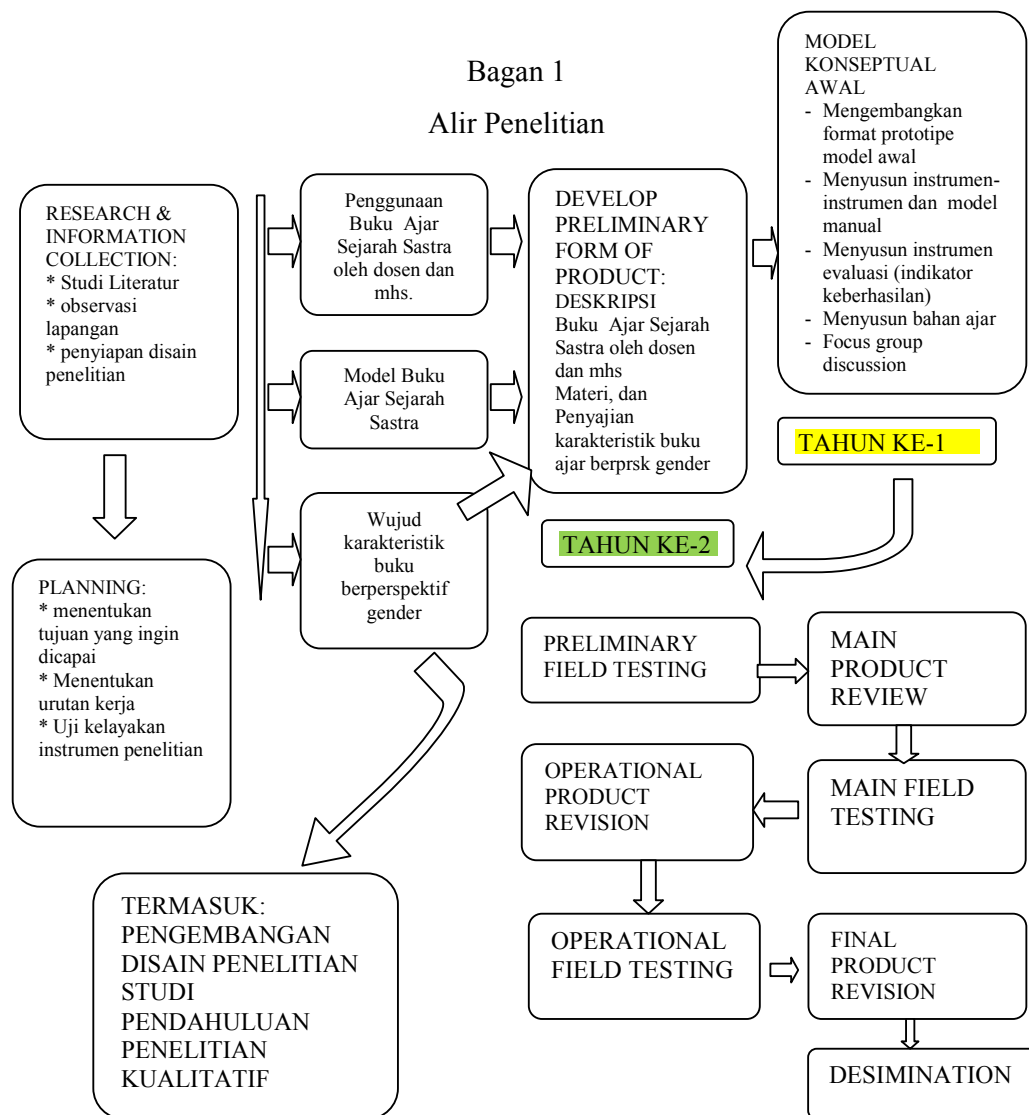 Bagan 1
Alir Penelitian
RESEARCH &
INFORMATION
COLLECTION:
* Studi Literatur
* observasi
lapangan
* penyiapan disain
penelitian
PLANNING:
* menentukan
tujuan yang ingin
dicapai
* Menentukan
urutan kerja
* Uji kelayakan
instrumen penelitian
Penggunaan
Buku Ajar
Sejarah Sastra
oleh dosen dan
mhs.
Model Buku
Ajar Sejarah
Sastra
Wujud
karakteristik
buku
berperspektif
gender
TERMASUK:
PENGEMBANGAN
DISAIN PENELITIAN
STUDI
PENDAHULUAN
PENELITIAN
KUALITATIF
DEVELOP
PRELIMINARY
FORM OF
PRODUCT:
DESKRIPSI
Buku Ajar Sejarah
Sastra oleh dosen
dan mhs
Materi, dan
Penyajian
karakteristik buku
ajar berprsk gender
MODEL
KONSEPTUAL
AWAL
- Mengembangkan
format prototipe
model awal
- Menyusun instrumen-
instrumen dan model
manual
- Menyusun instrumen
evaluasi (indikator
keberhasilan)
- Menyusun bahan ajar
- Focus group
discussion
TAHUN KE-1
TAHUN KE-2
PRELIMINARY
FIELD TESTING
MAIN
PRODUCT
REVIEW
MAIN FIELD
TESTING
OPERATIONAL
PRODUCT
REVISION
OPERATIONAL
FIELD TESTING
FINAL
PRODUCT
REVISION
DESIMINATION